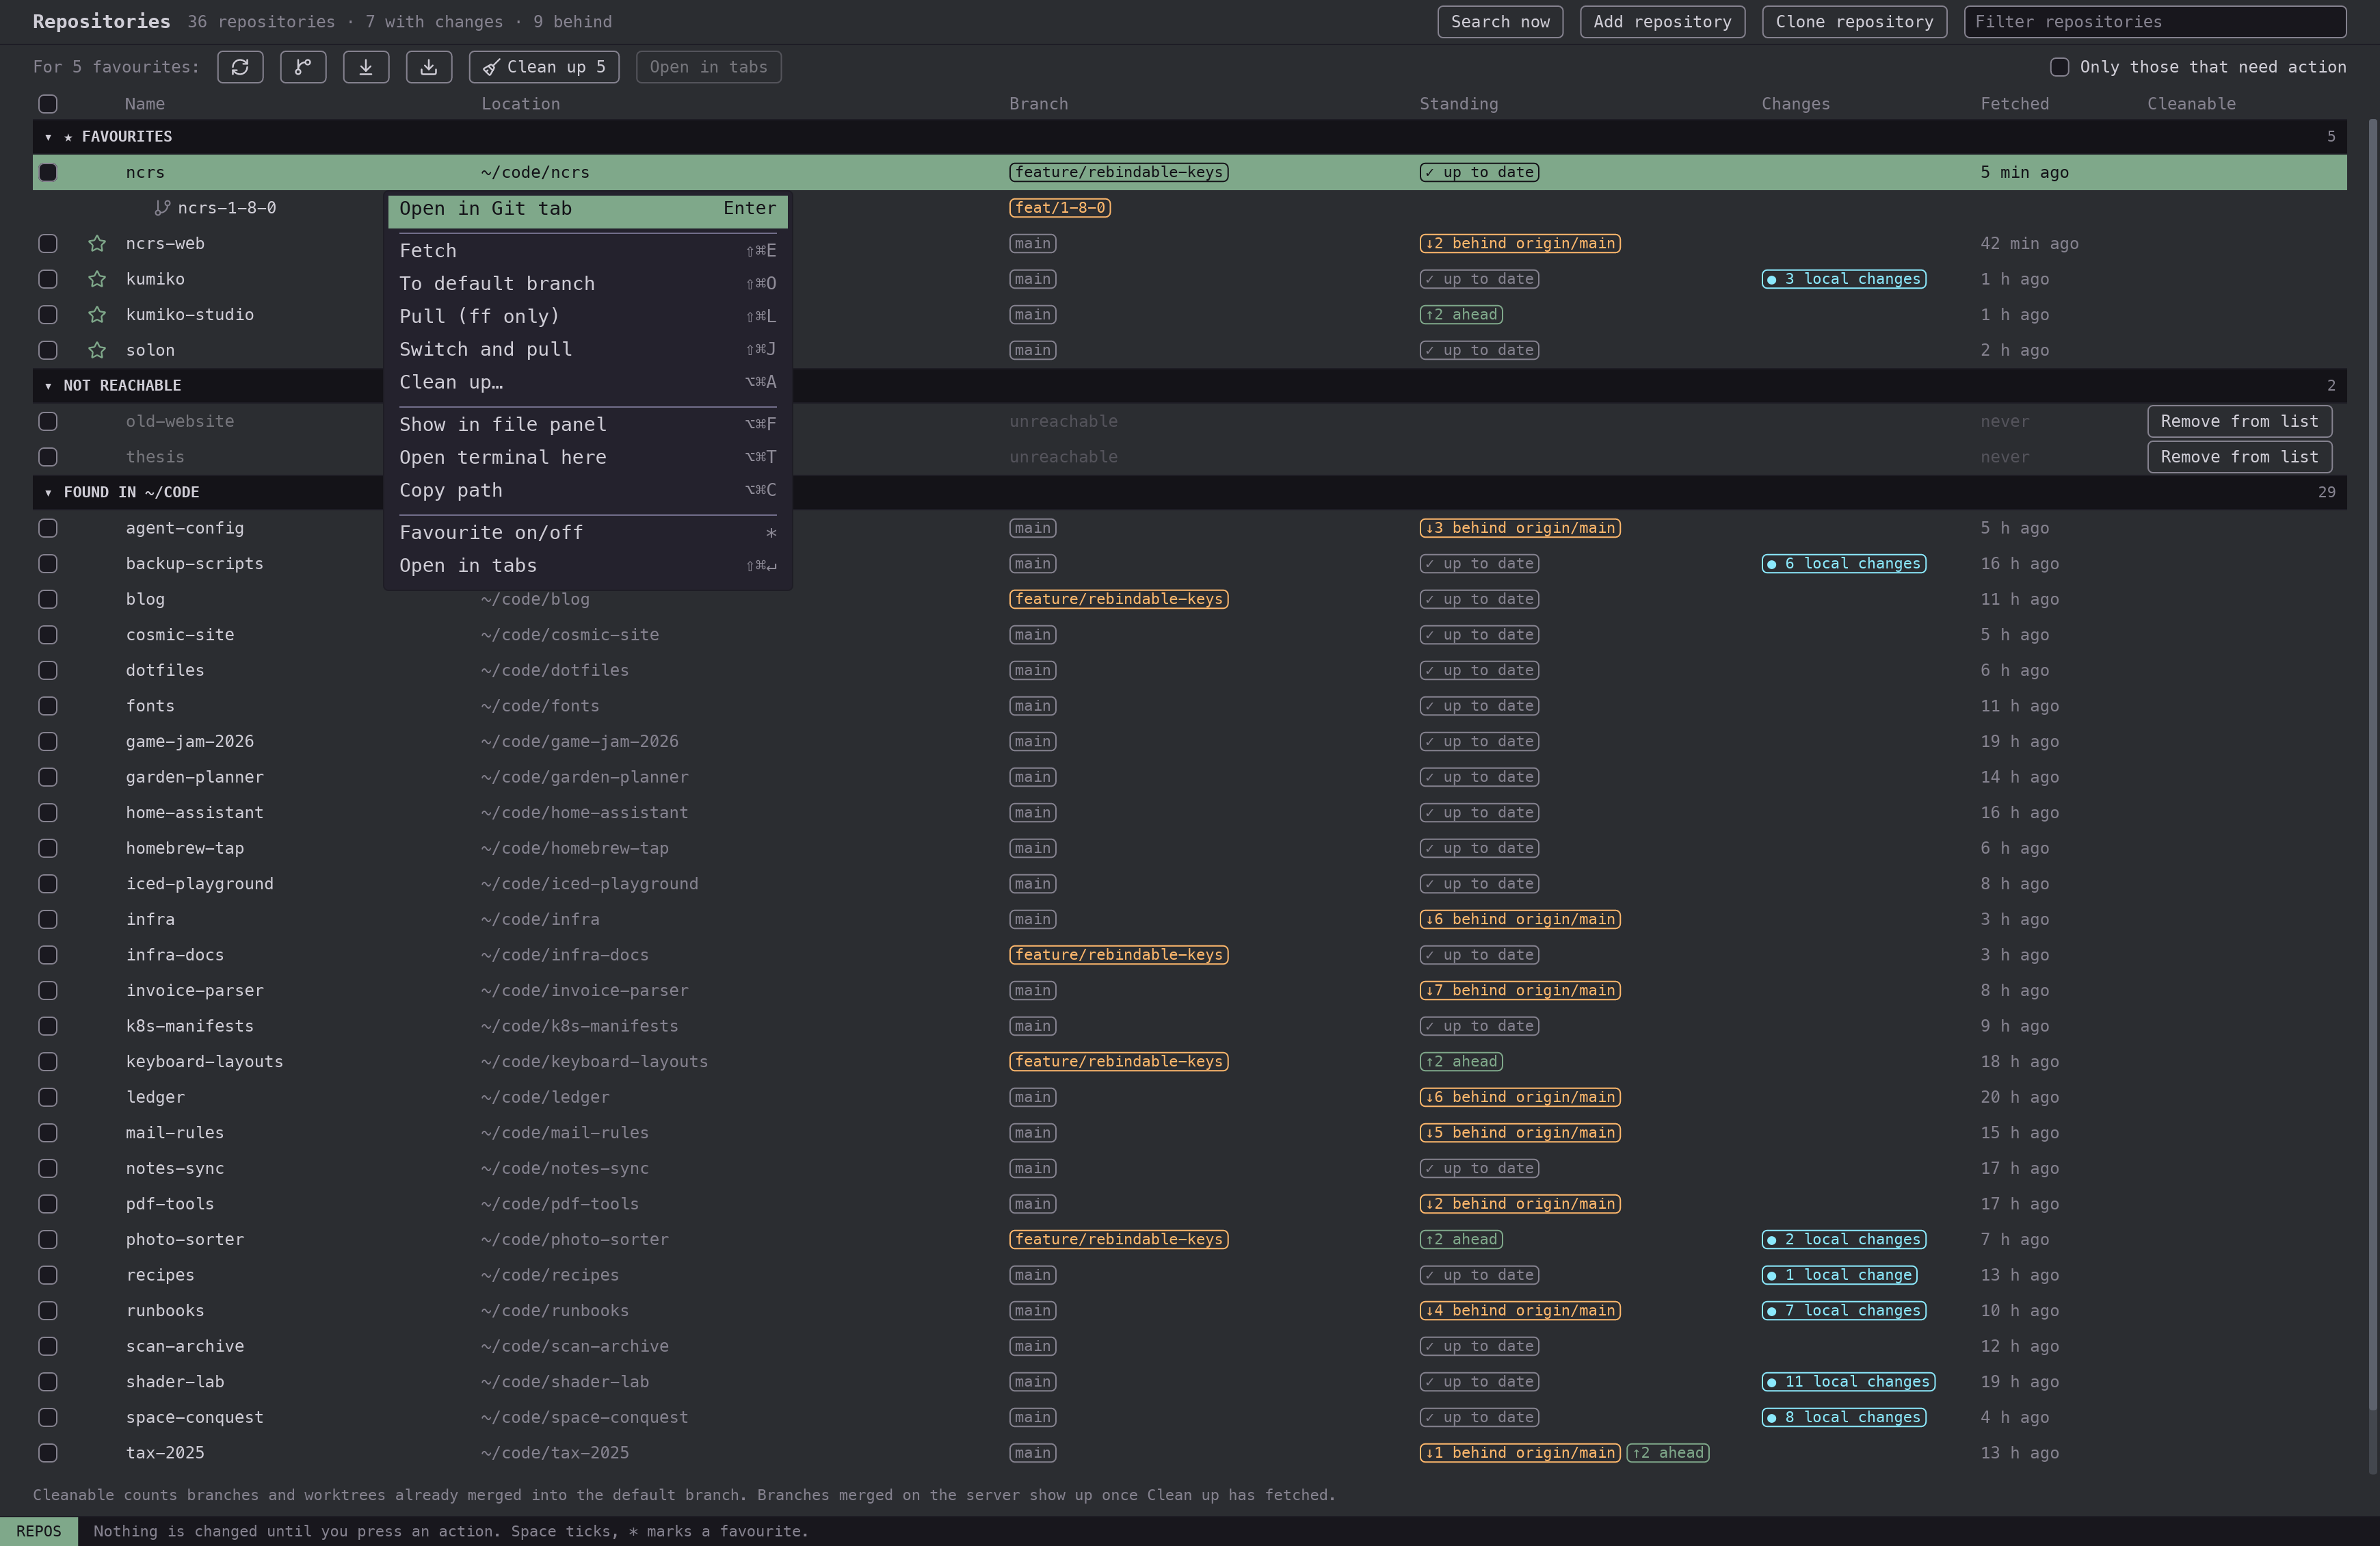 Repositories 36 repositories · 7 with changes · 9 behind Search now Add repository Clone repository Filter repositories
For 5 favourites: Clean up 5 Open in tabs Only those that need action
Name Location Branch Standing Changes Fetched Cleanable
▾ ★ FAVOURITES 5
ncrs ~/code/ncrs feature/rebindable-keys ✓ up to date 5 min ago
ncrs-1-8-0 feat/1-8-0
ncrs-web main ↓2 behind origin/main 42 min ago
kumiko main ✓ up to date ● 3 local changes 1 h ago
kumiko-studio main ↑2 ahead 1 h ago
solon main ✓ up to date 2 h ago
Open in Git tab Enter
Fetch ⇧⌘E
To default branch ⇧⌘O
Pull (ff only) ⇧⌘L
Switch and pull ⇧⌘J
Clean up… ⌥⌘A
Show in file panel ⌥⌘F
Open terminal here ⌥⌘T
Copy path ⌥⌘C
Favourite on/off *
Open in tabs ⇧⌘↵
▾ NOT REACHABLE 2
old-website unreachable never Remove from list
thesis unreachable never Remove from list
▾ FOUND IN ~/CODE 29
agent-config main ↓3 behind origin/main 5 h ago
backup-scripts main ✓ up to date ● 6 local changes 16 h ago
blog ~/code/blog feature/rebindable-keys ✓ up to date 11 h ago
cosmic-site ~/code/cosmic-site main ✓ up to date 5 h ago
dotfiles ~/code/dotfiles main ✓ up to date 6 h ago
fonts ~/code/fonts main ✓ up to date 11 h ago
game-jam-2026 ~/code/game-jam-2026 main ✓ up to date 19 h ago
garden-planner ~/code/garden-planner main ✓ up to date 14 h ago
home-assistant ~/code/home-assistant main ✓ up to date 16 h ago
homebrew-tap ~/code/homebrew-tap main ✓ up to date 6 h ago
iced-playground ~/code/iced-playground main ✓ up to date 8 h ago
infra ~/code/infra main ↓6 behind origin/main 3 h ago
infra-docs ~/code/infra-docs feature/rebindable-keys ✓ up to date 3 h ago
invoice-parser ~/code/invoice-parser main ↓7 behind origin/main 8 h ago
k8s-manifests ~/code/k8s-manifests main ✓ up to date 9 h ago
keyboard-layouts ~/code/keyboard-layouts feature/rebindable-keys ↑2 ahead 18 h ago
ledger ~/code/ledger main ↓6 behind origin/main 20 h ago
mail-rules ~/code/mail-rules main ↓5 behind origin/main 15 h ago
notes-sync ~/code/notes-sync main ✓ up to date 17 h ago
pdf-tools ~/code/pdf-tools main ↓2 behind origin/main 17 h ago
photo-sorter ~/code/photo-sorter feature/rebindable-keys ↑2 ahead ● 2 local changes 7 h ago
recipes ~/code/recipes main ✓ up to date ● 1 local change 13 h ago
runbooks ~/code/runbooks main ↓4 behind origin/main ● 7 local changes 10 h ago
scan-archive ~/code/scan-archive main ✓ up to date 12 h ago
shader-lab ~/code/shader-lab main ✓ up to date ● 11 local changes 19 h ago
space-conquest ~/code/space-conquest main ✓ up to date ● 8 local changes 4 h ago
tax-2025 ~/code/tax-2025 main ↓1 behind origin/main ↑2 ahead 13 h ago
Cleanable counts branches and worktrees already merged into the default branch. Branches merged on the server show up once Clean up has fetched.
REPOS Nothing is changed until you press an action. Space ticks, * marks a favourite.